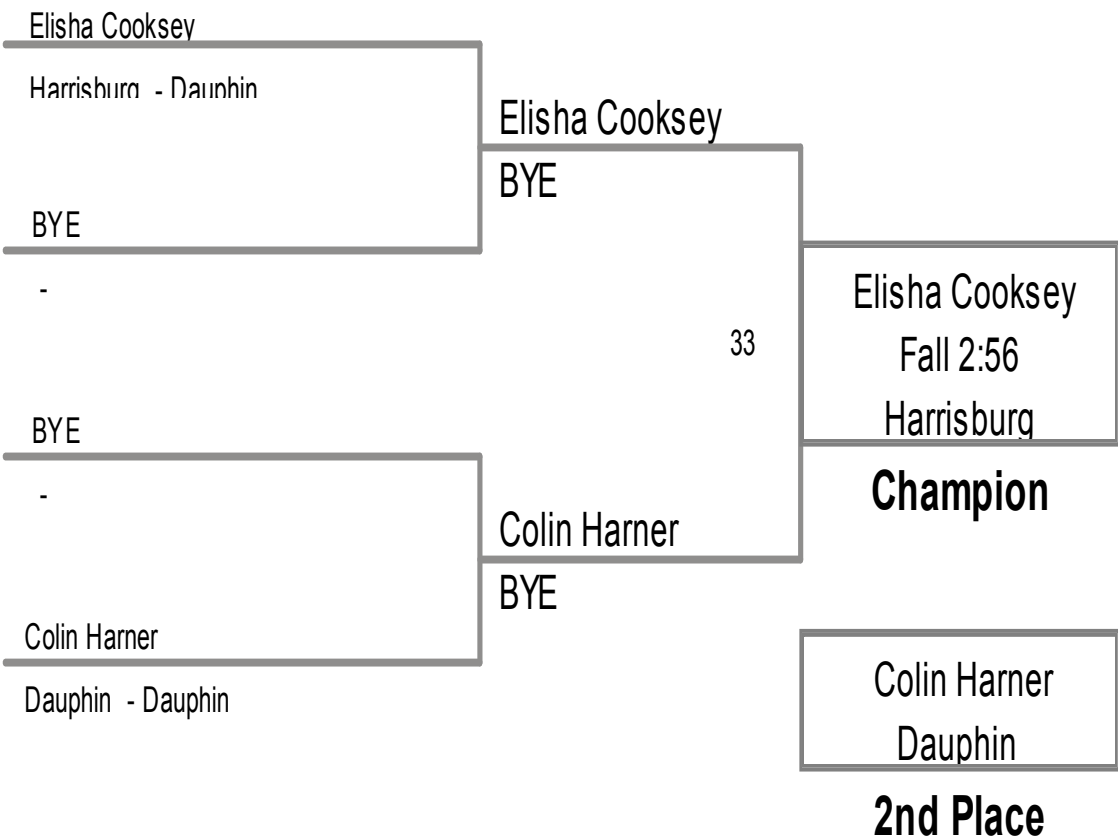 Elisha Cooksey
Harrisburg - Dauphin
Elisha Cooksey
BYE
BYE
-
Elisha Cooksey
Fall 2:56
Harrisburg
33
BYE
-
Champion
Colin Harner
BYE
Colin Harner
Dauphin - Dauphin
Colin Harner
Dauphin
2nd Place